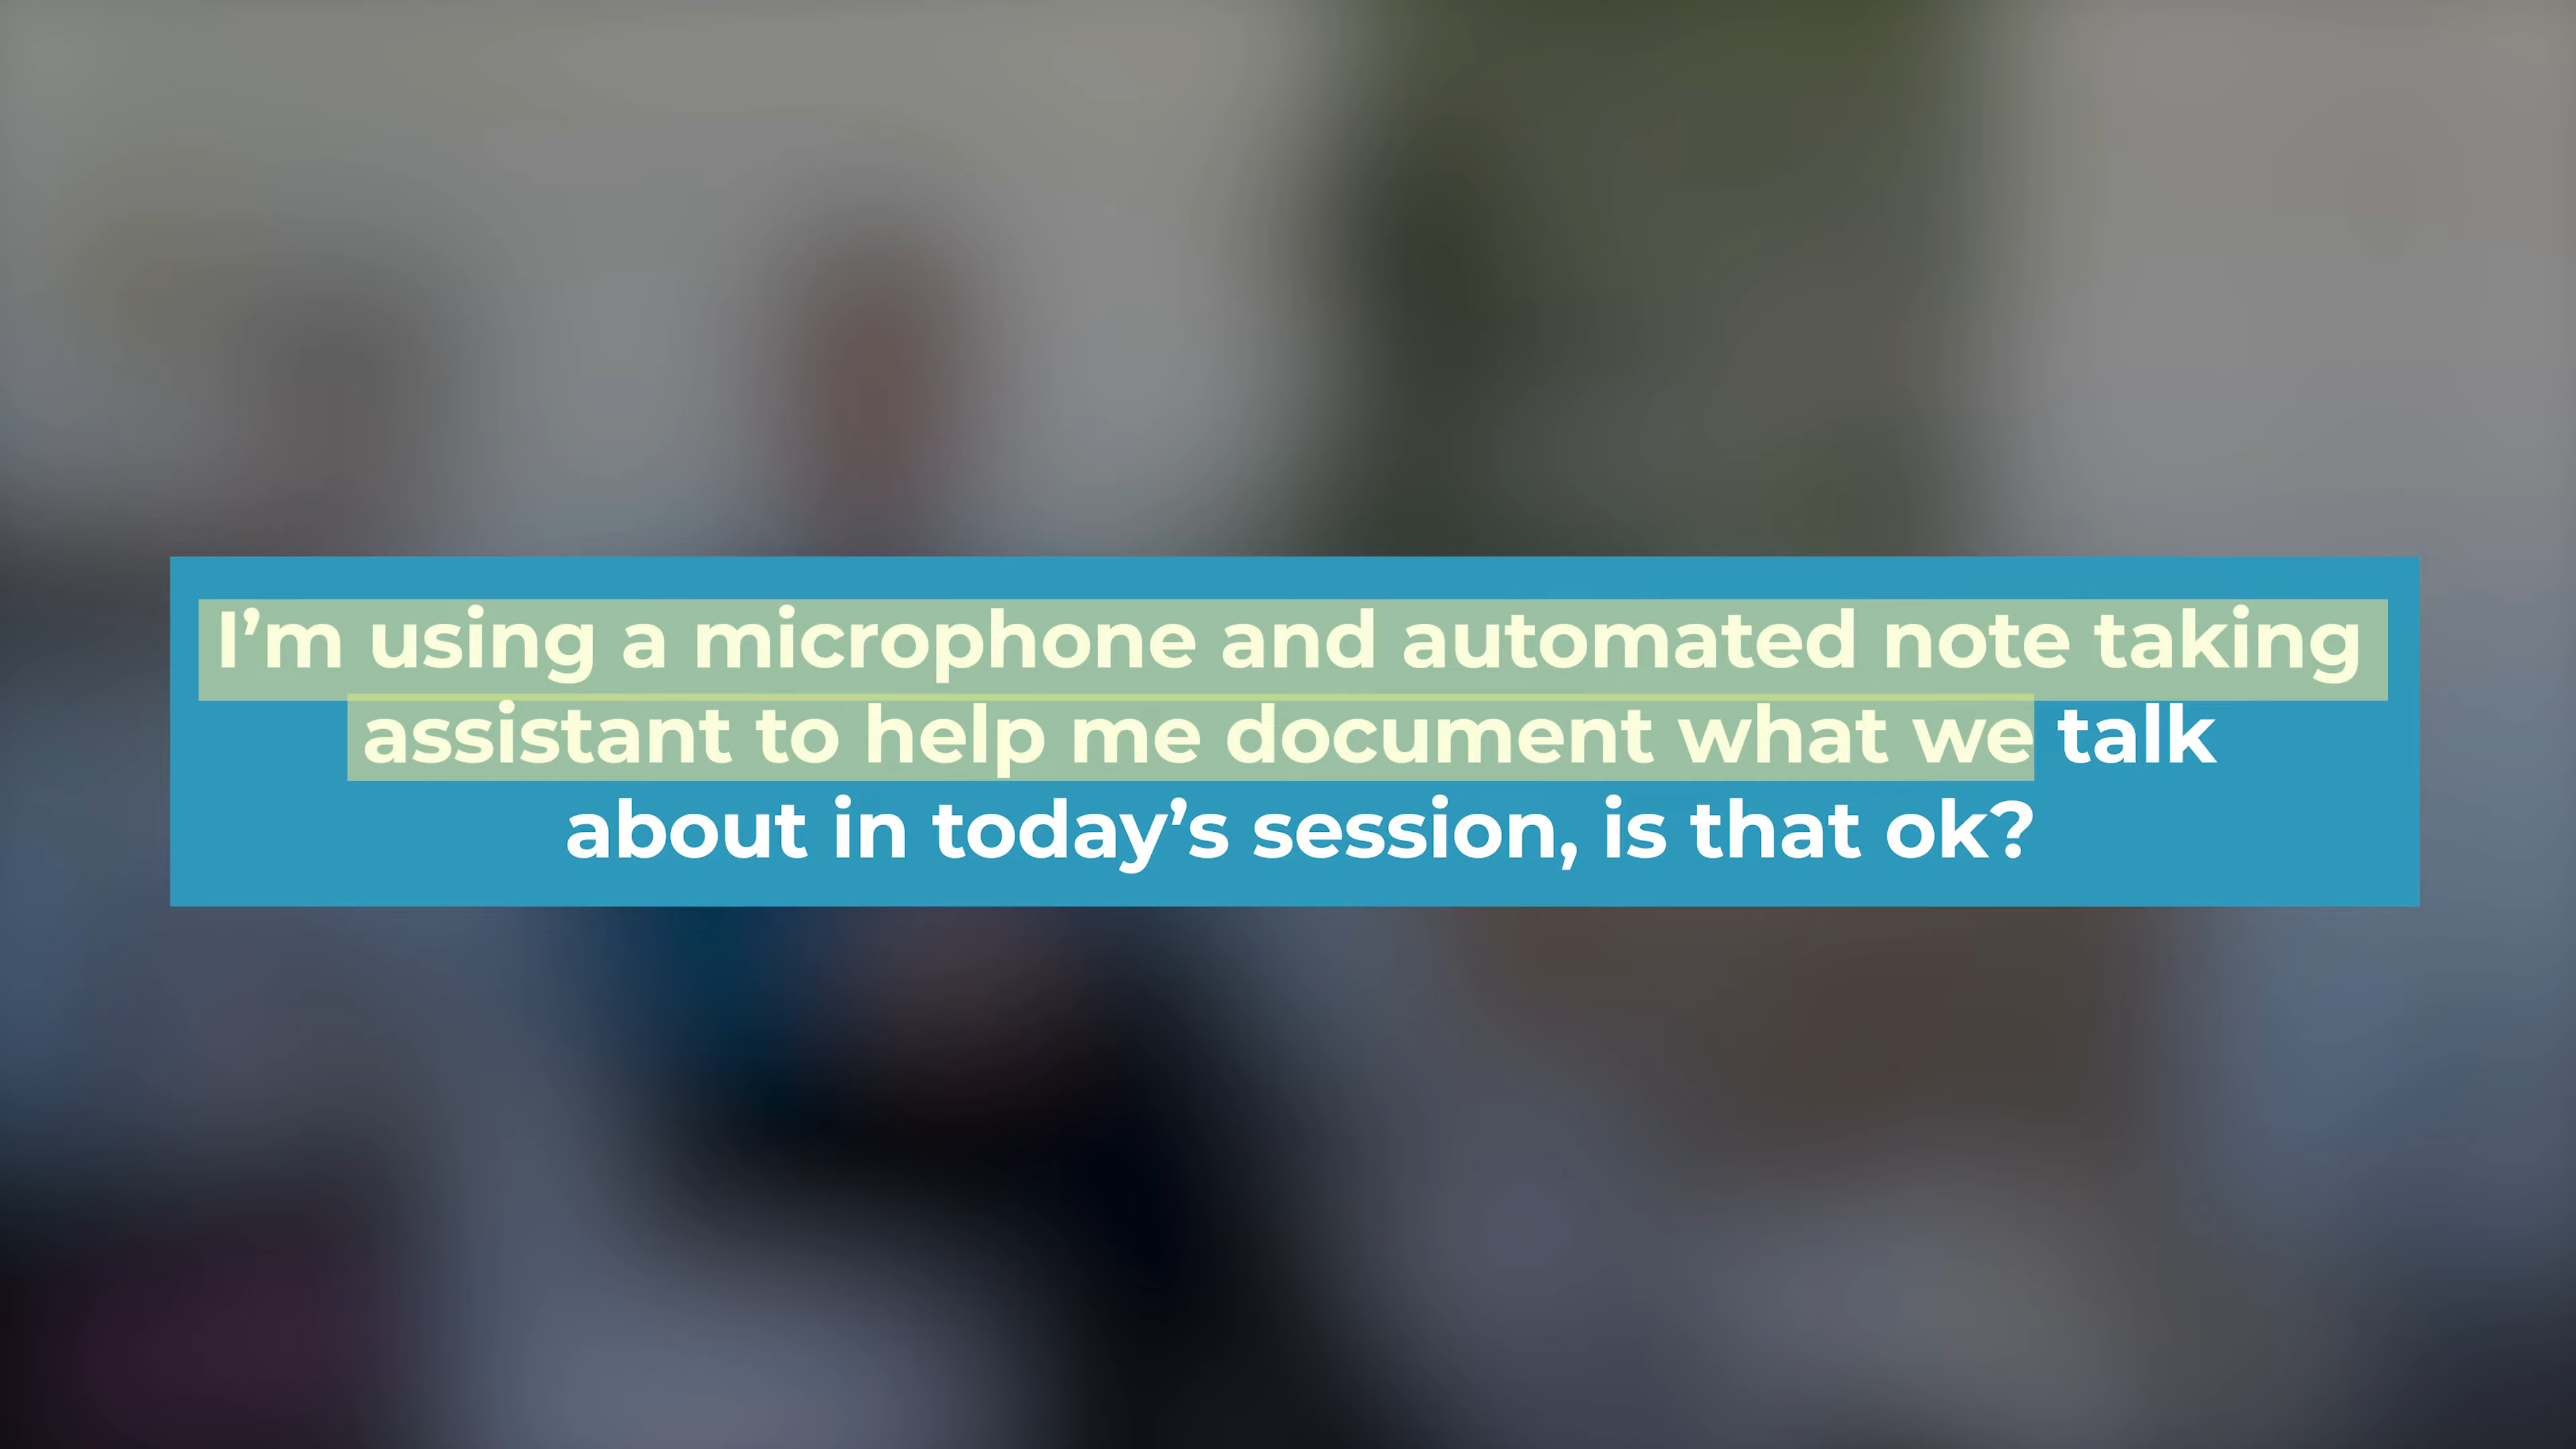 I’m using a microphone and automated note taking
assistant to help me document what we talk
about in today’s session, is that ok?